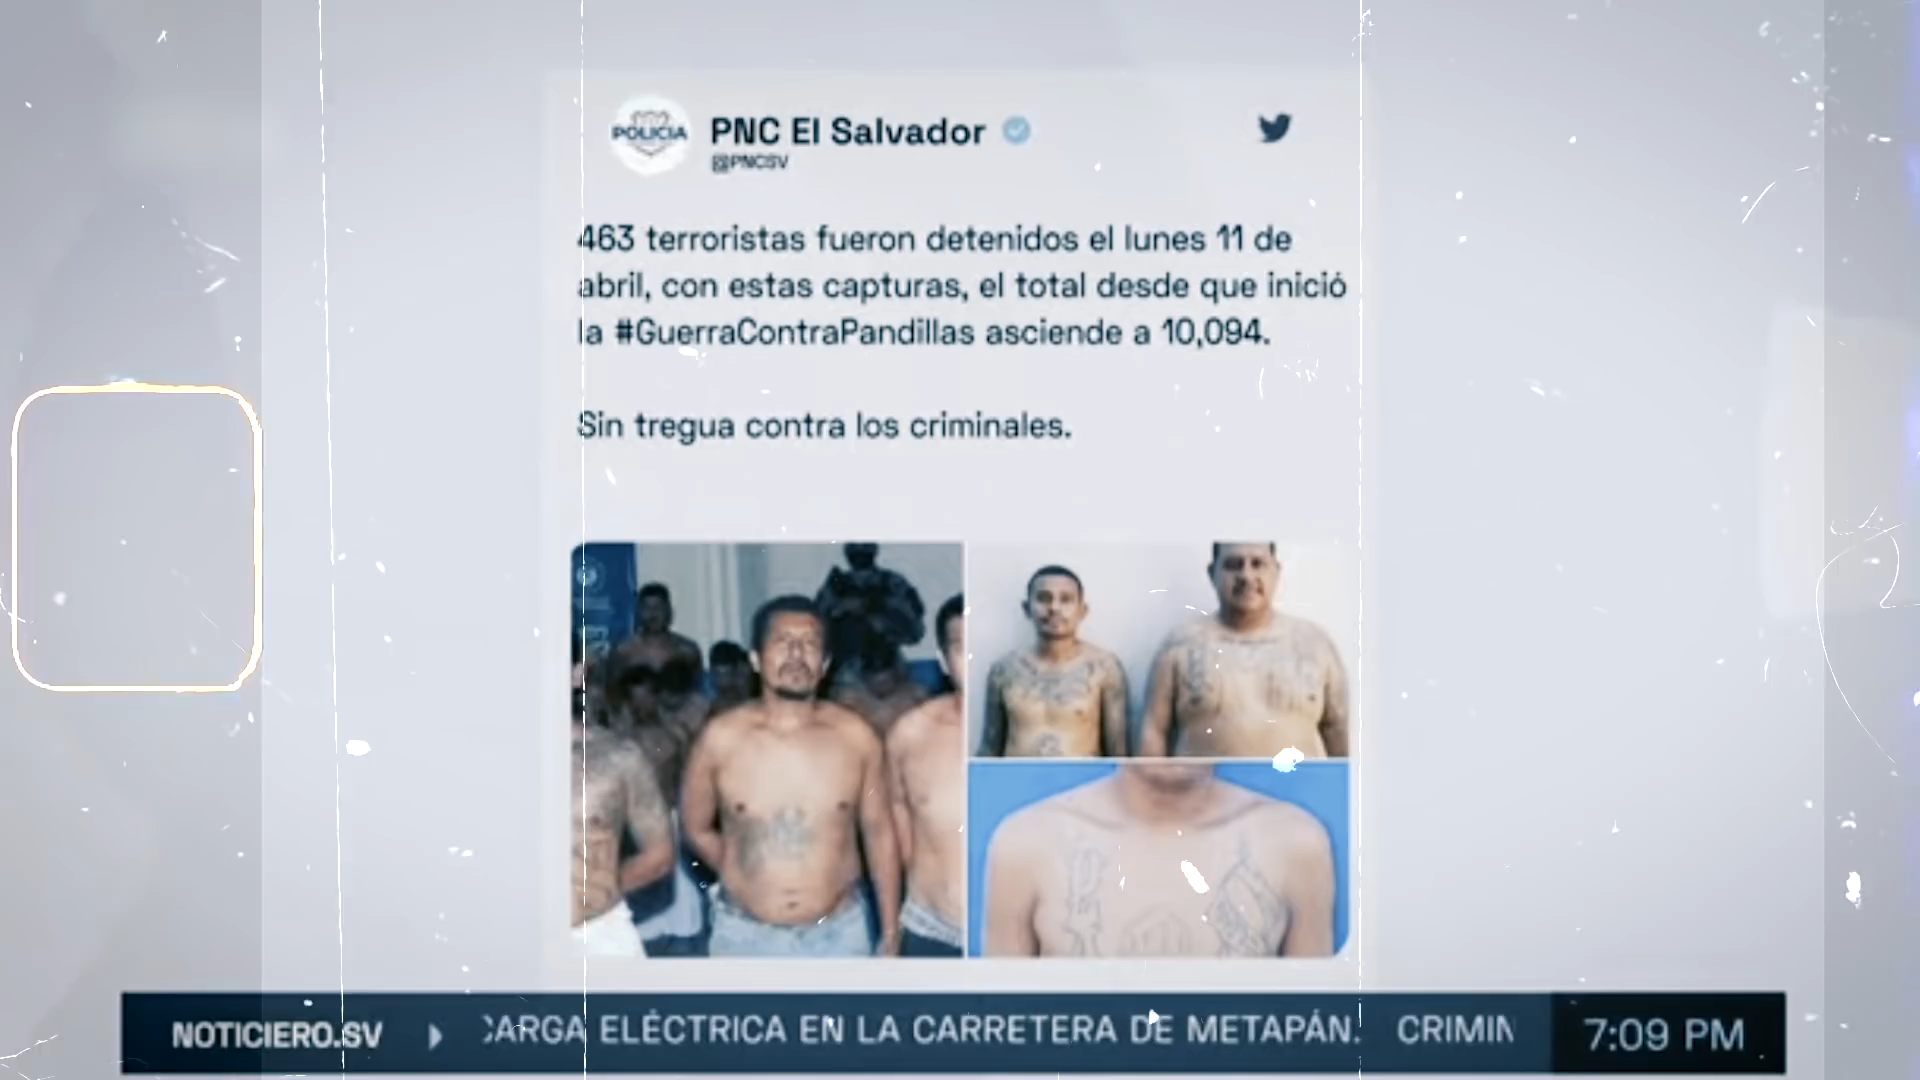 POLICIA
PNC El Salvador
@PNCSV
463 terroristas fueron detenidos el lunes 11 de
abril, con estas capturas, el total desde que inició
la #GuerraContraPandillas asciende a 10,094.
Sin tregua contra los criminales.
NOTICIERO.SV
CARGA ELÉCTRICA EN LA CARRETERA DE METAPÁN. CRIMIN
7:09 PM